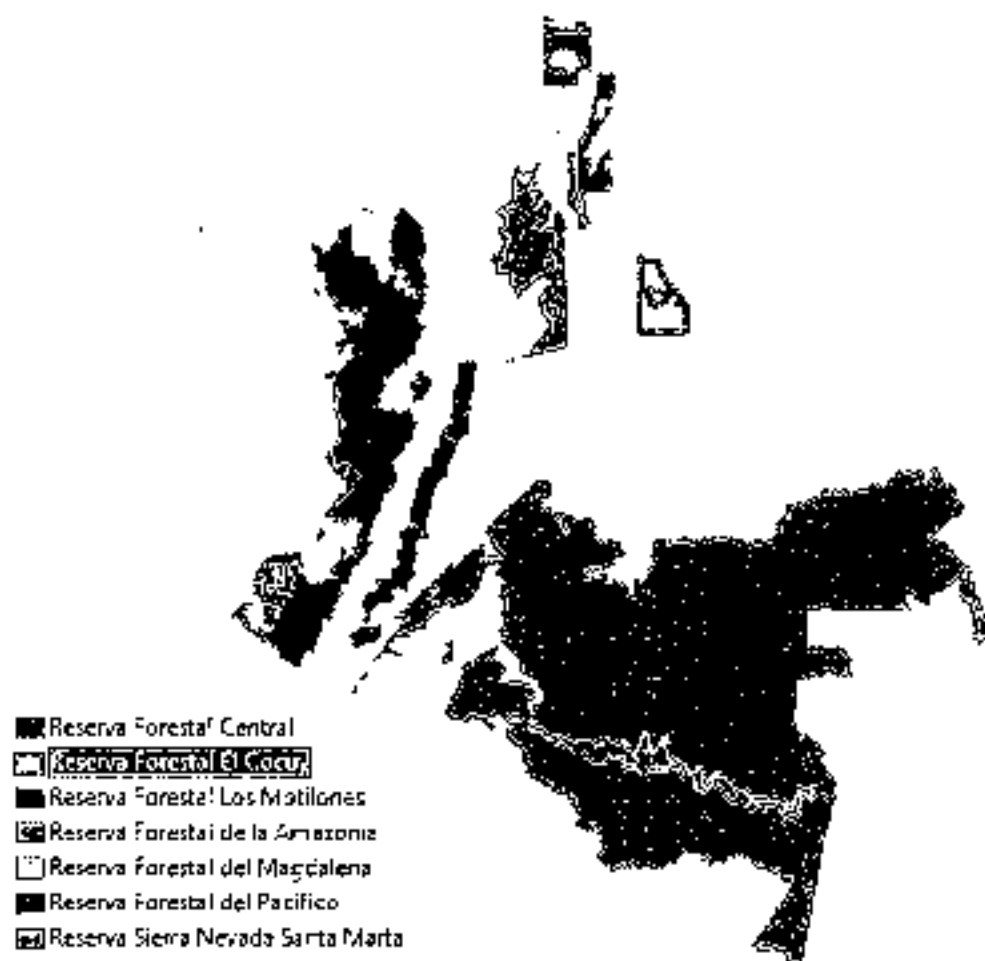 Reserva Forestal Central
Reserva Forestal El Cocuy
Reserva Forestal Los Motilones
Reserva Forestal de la Amazonia
Reserva Forestal del Magdalena
Reserva Forestal del Pacifico
Reserva Sierra Nevada Santa Marta